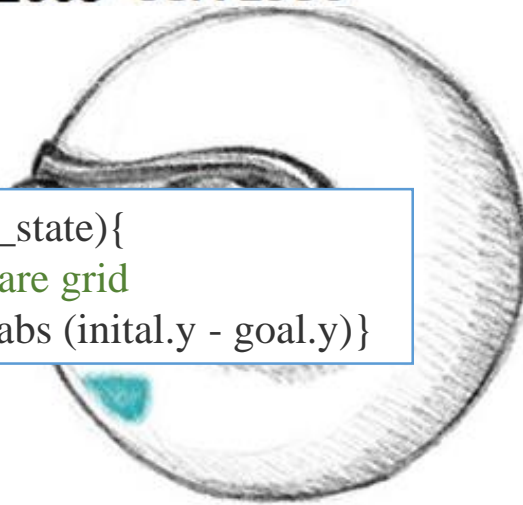 _state){
are grid
abs (inital.y - goal.y)}